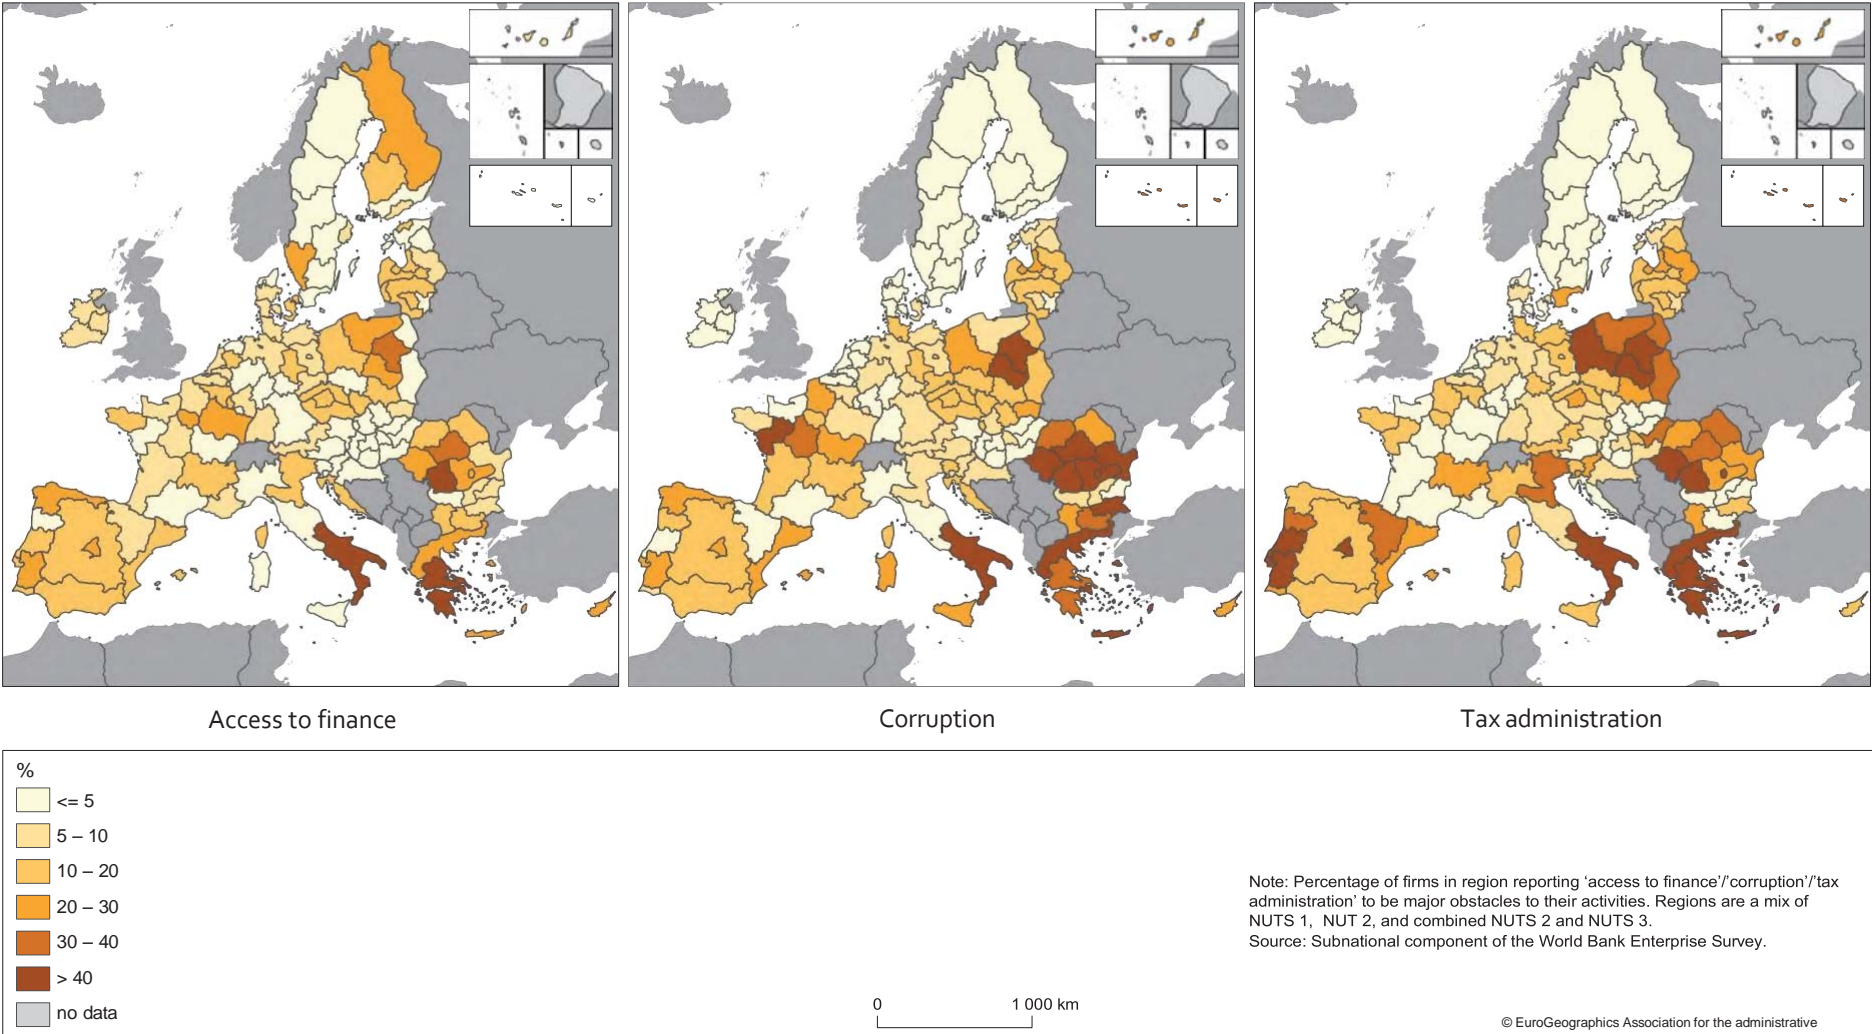 Access to finance
Corruption
Tax administration
%
<= 5
5 – 10
10 – 20
20 – 30
30 – 40
> 40
no data
0 1 000 km
Note: Percentage of firms in region reporting ‘access to finance’/’corruption’/’tax
administration’ to be major obstacles to their activities. Regions are a mix of
NUTS 1, NUT 2, and combined NUTS 2 and NUTS 3.
Source: Subnational component of the World Bank Enterprise Survey.
© EuroGeographics Association for the administrative